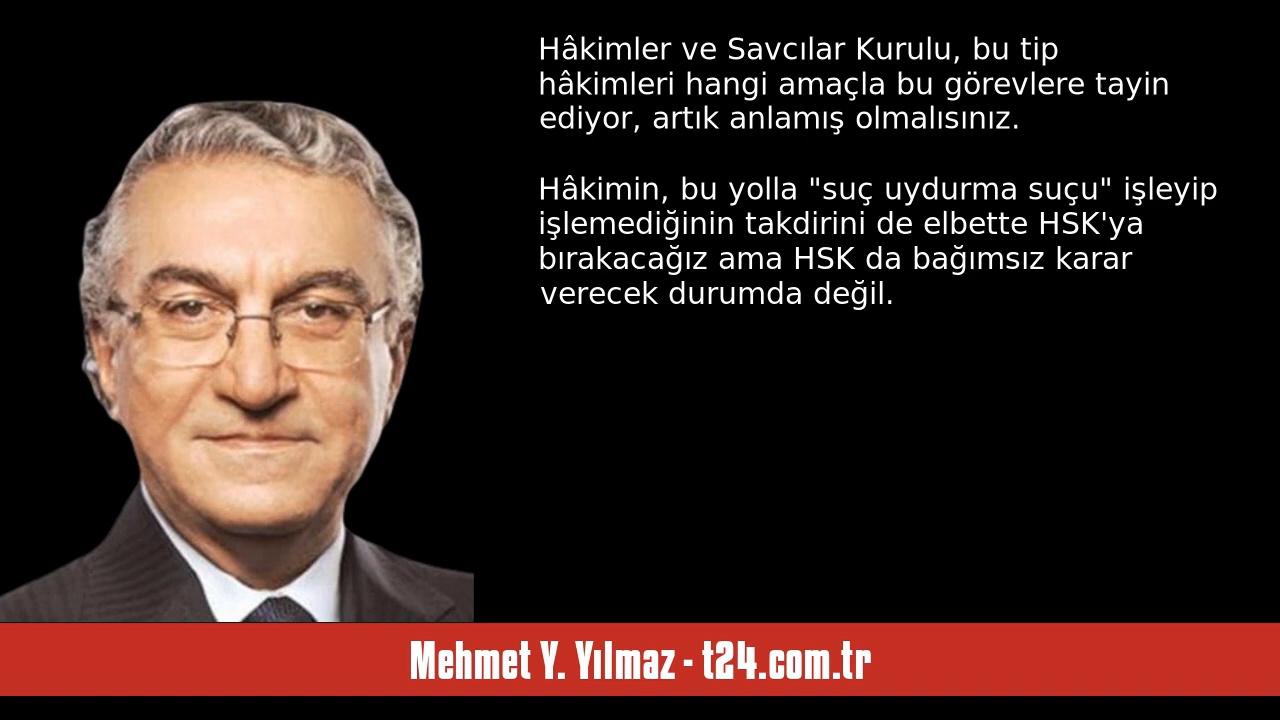 Hâkimler ve Savcılar Kurulu, bu tip
hâkimleri hangi amaçla bu görevlere tayin
ediyor, artık anlamış olmalısınız.
Hâkimin, bu yolla "suç uydurma suçu" işleyip
işlemediğinin takdirini de elbette HSK'ya
bırakacağız ama HSK da bağımsız karar
verecek durumda değil.
Mehmet Y. Yılmaz - t24.com.tr